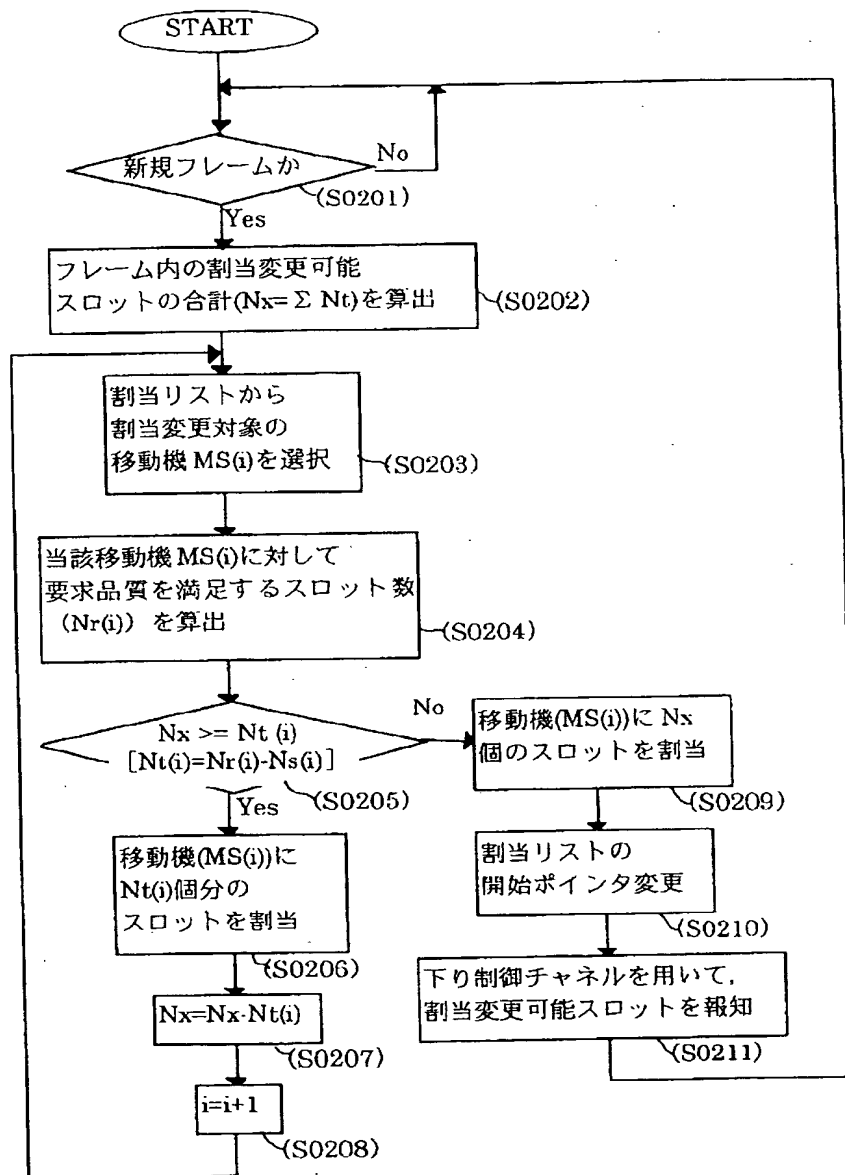 START
新規フレームか
No
(S0201)
Yes
フレーム内の割当変更可能
スロットの合計(Nx=Σ Nt)を算出
(S0202)
割当リストから
割当変更対象の
移動機 MS(i)を選択
(S0203)
当該移動機 MS(i)に対して
要求品質を満足するスロット数
（Nr(i)）を算出
(S0204)
Nx >= Nt (i)
[Nt(i)=Nr(i)-Ns(i)]
(S0205)
No
Yes
移動機(MS(i))に
Nt(i)個分の
スロットを割当
(S0206)
Nx=Nx-Nt(i)
(S0207)
i=i+1
(S0208)
移動機(MS(i))に Nx
個のスロットを割当
(S0209)
割当リストの
開始ポインタ変更
(S0210)
下り制御チャネルを用いて,
割当変更可能スロットを報知
(S0211)